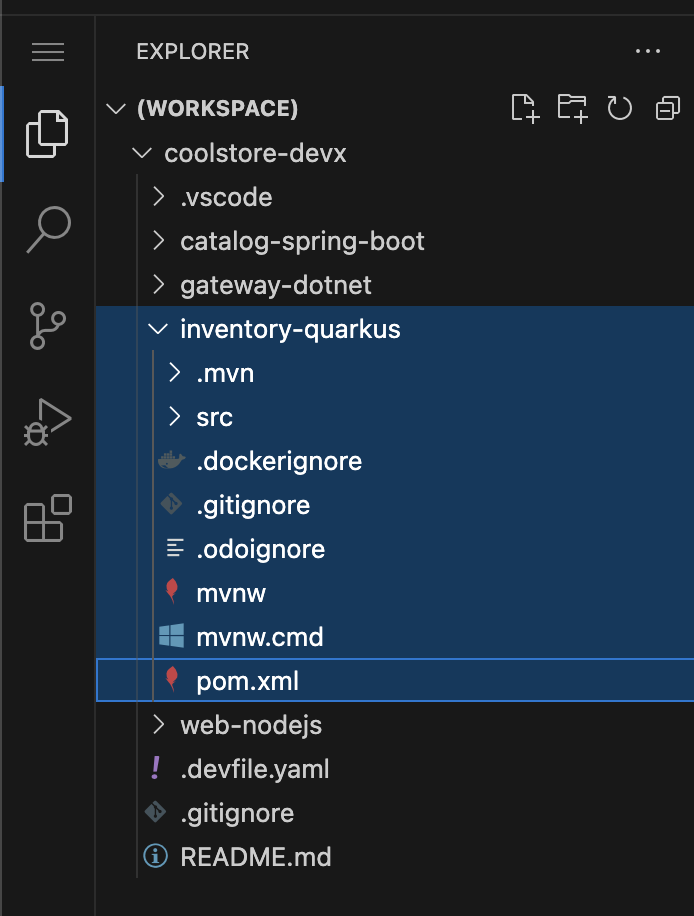 EXPLORER
(WORKSPACE)
coolstore-devx
.vscode
catalog-spring-boot
gateway-dotnet
inventory-quarkus
.mvn
src
.dockerignore
.gitignore
.odoignore
mvnw
mvnw.cmd
pom.xml
web-nodejs
.devfile.yaml
.gitignore
README.md